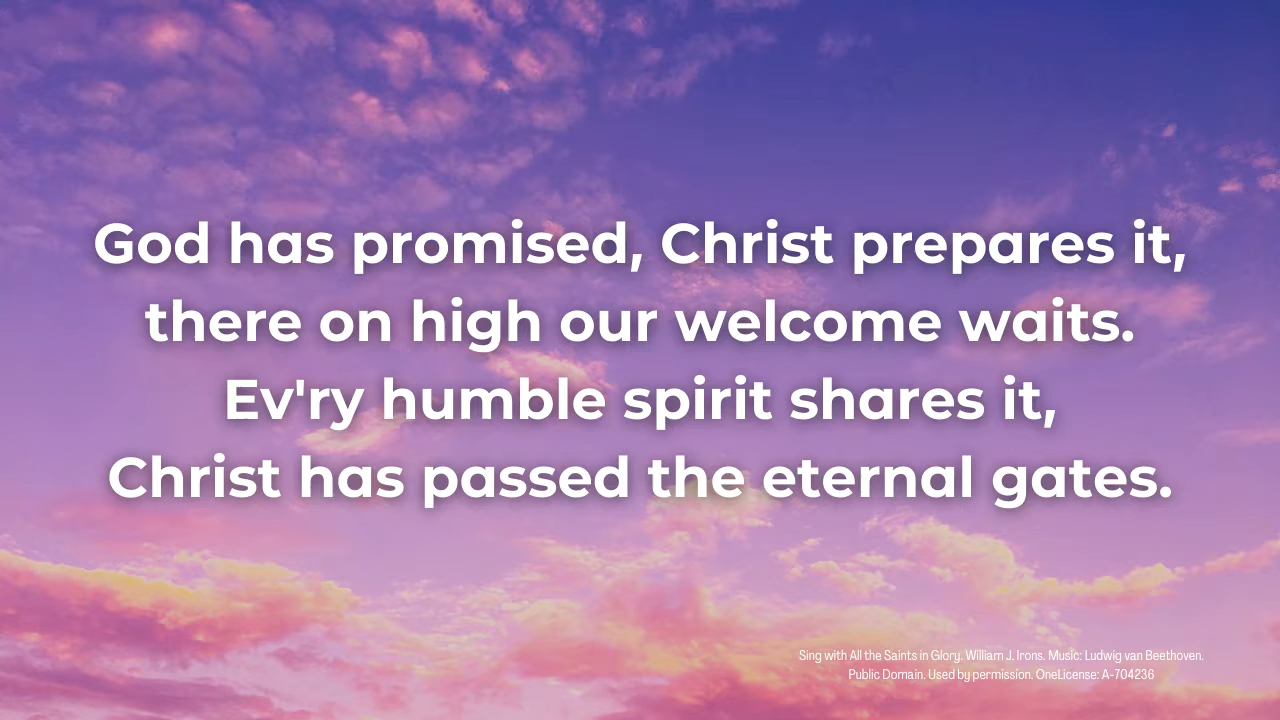 God has promised, Christ prepares it,
there on high our welcome waits.
Ev'ry humble spirit shares it,
Christ has passed the eternal gates.
Sing with All the Saints in Glory. William J. Irons. Music: Ludwig van Beethoven.
Public Domain. Used by permission. OneLicense: A-704236